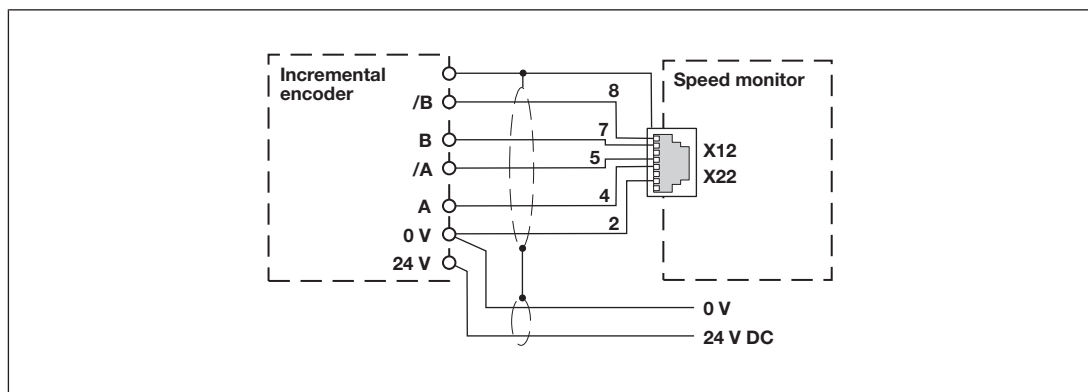 Incremental
encoder
Speed monitor
/B
8
B
7
/A
5
X12
X22
A
4
0 V
2
24 V
0 V
24 V DC